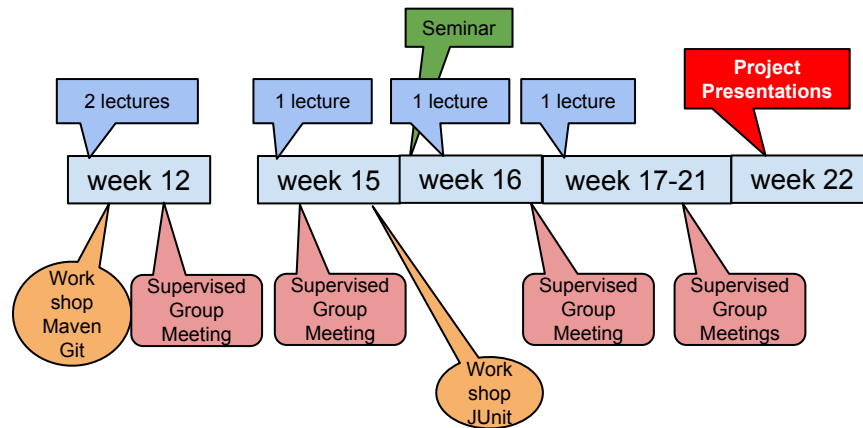 Seminar
2 lectures
1 lecture
1 lecture
1 lecture
Project
Presentations
week 12
week 15
week 16
week 17-21
week 22
Work
shop
Maven
Git
Supervised
Group
Meeting
Supervised
Group
Meeting
Work
shop
JUnit
Supervised
Group
Meeting
Supervised
Group
Meetings